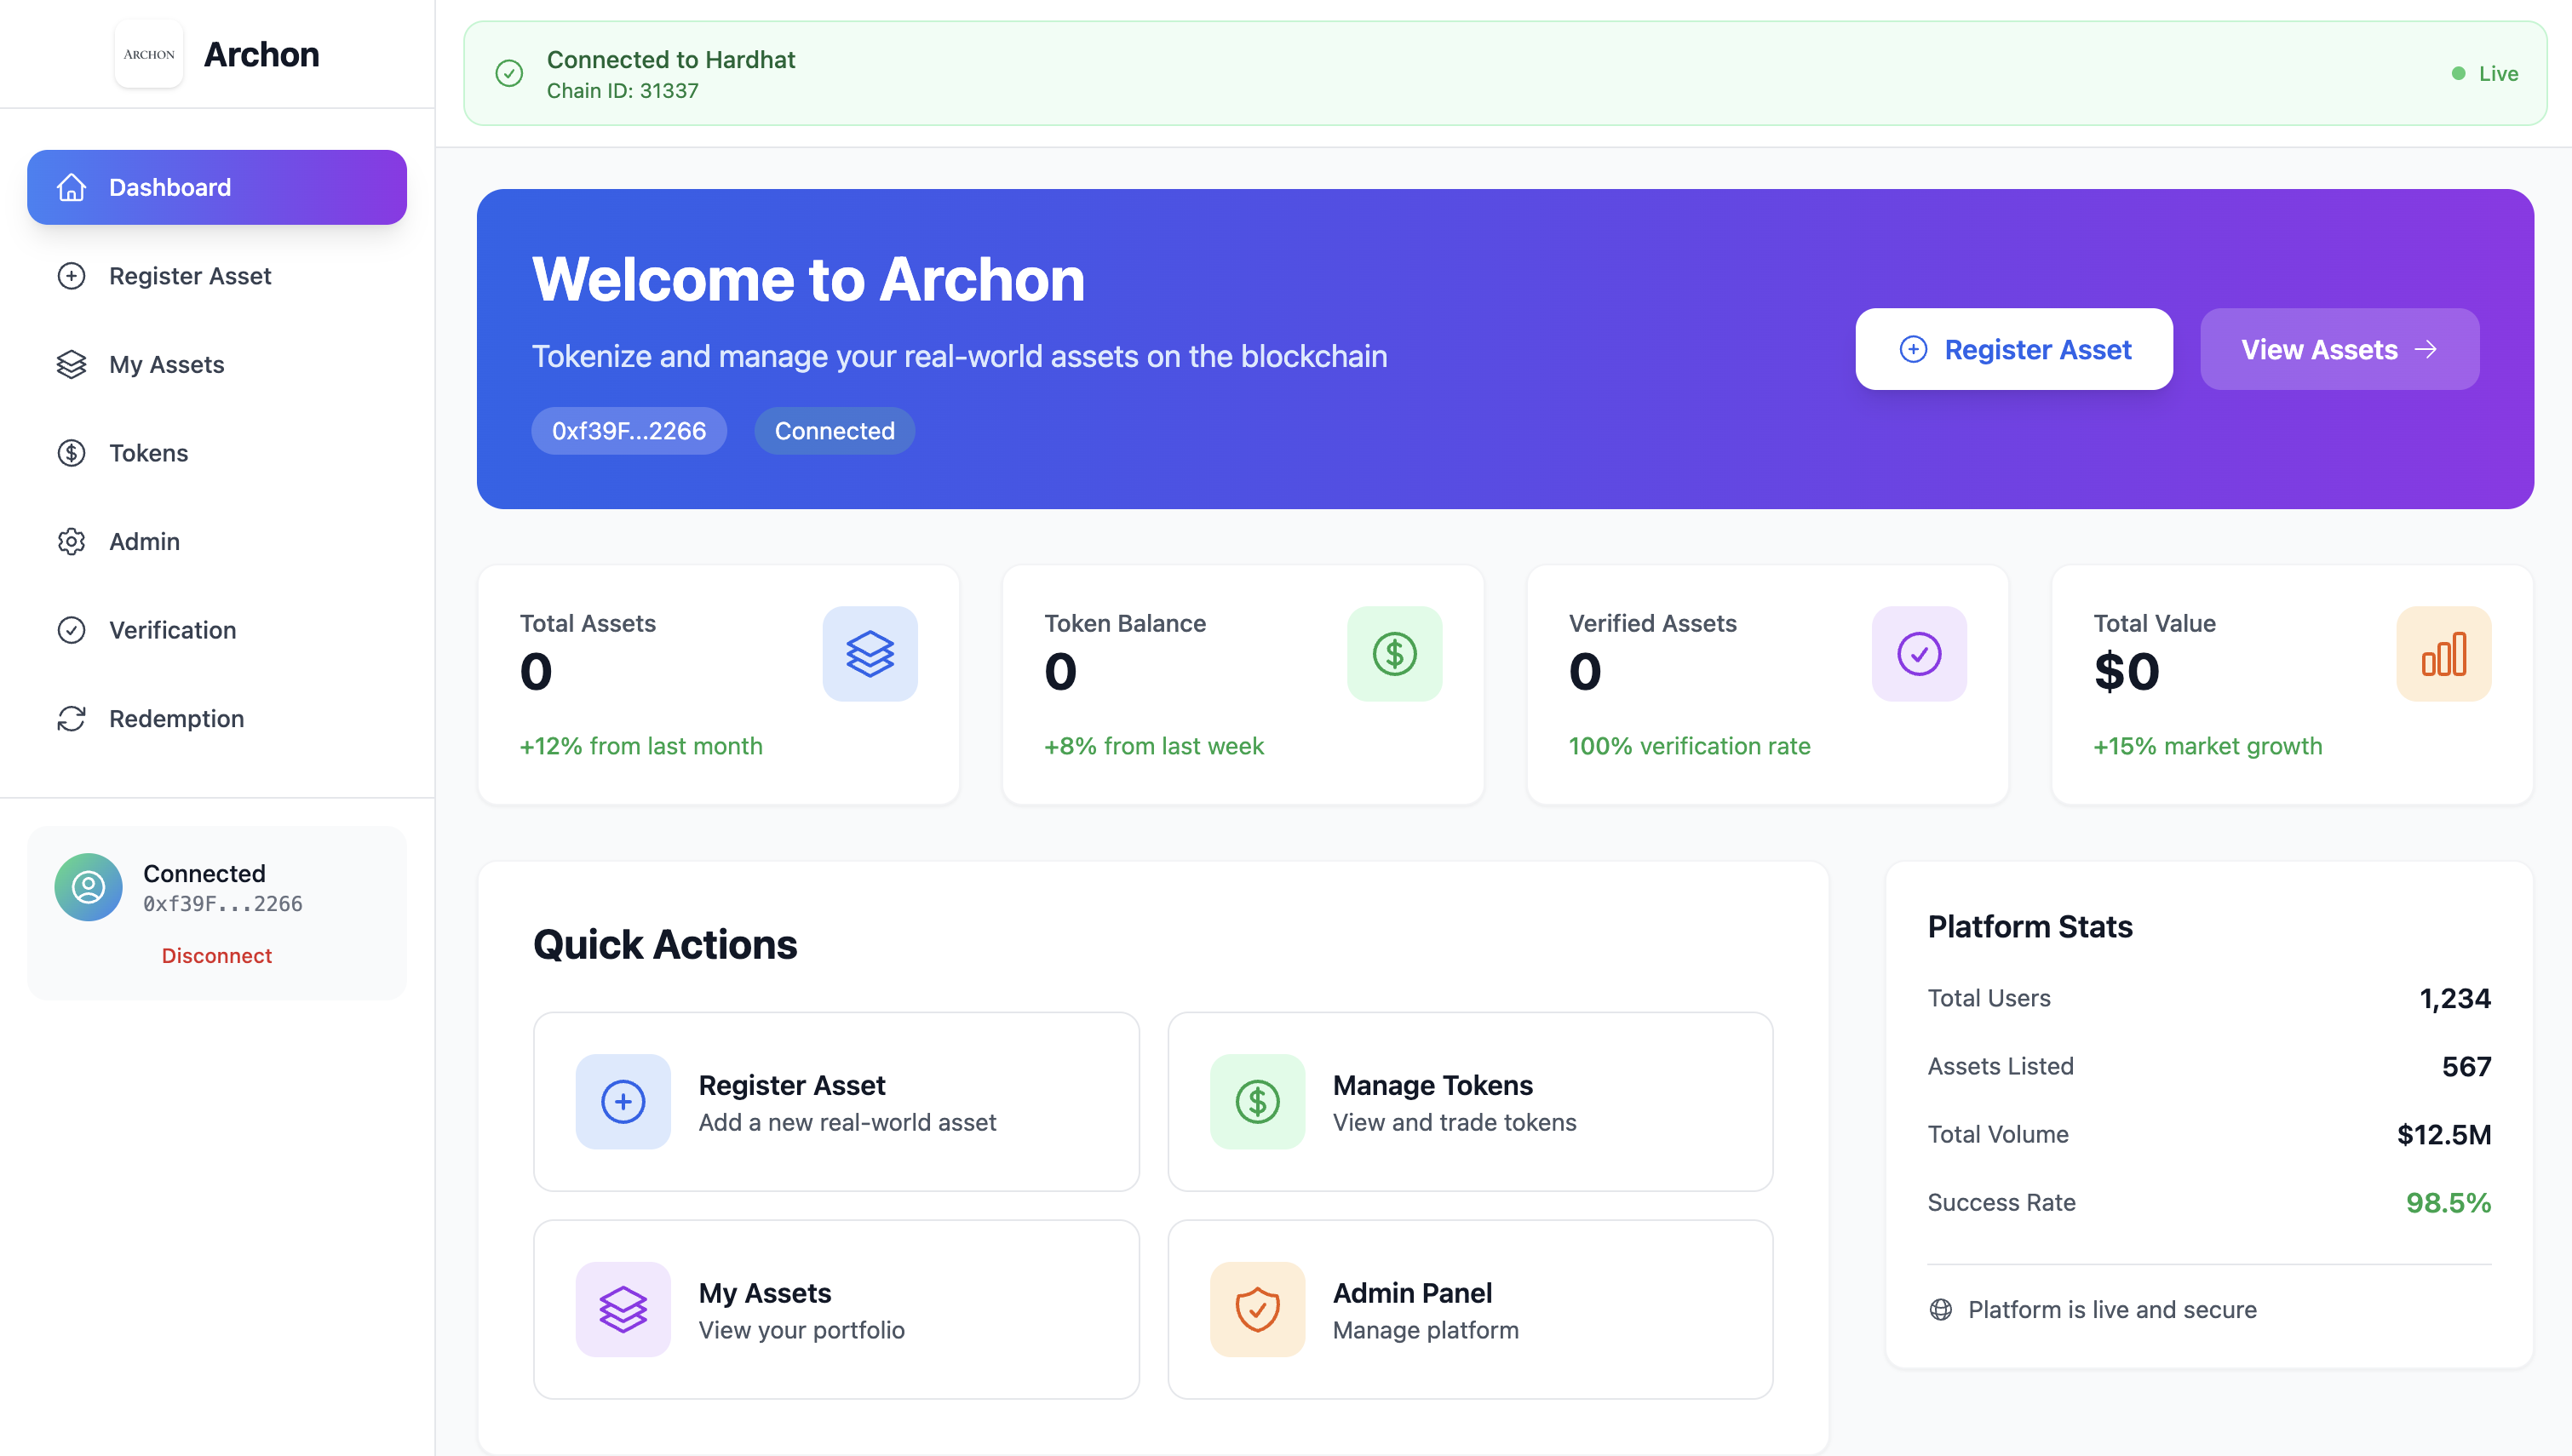 ARCHON
Archon
Dashboard
Register Asset
My Assets
Tokens
Admin
Verification
Redemption
Connected
0xf39F...2266
Disconnect
Connected to Hardhat
Chain ID: 31337
Live
Welcome to Archon
Tokenize and manage your real-world assets on the blockchain
0xf39F...2266
Connected
Register Asset
View Assets
Total Assets
0
+12% from last month
Token Balance
0
+8% from last week
Verified Assets
0
100% verification rate
Total Value
$0
+15% market growth
Quick Actions
Register Asset
Add a new real-world asset
Manage Tokens
View and trade tokens
My Assets
View your portfolio
Admin Panel
Manage platform
Platform Stats
Total Users 1,234
Assets Listed 567
Total Volume $12.5M
Success Rate 98.5%
Platform is live and secure